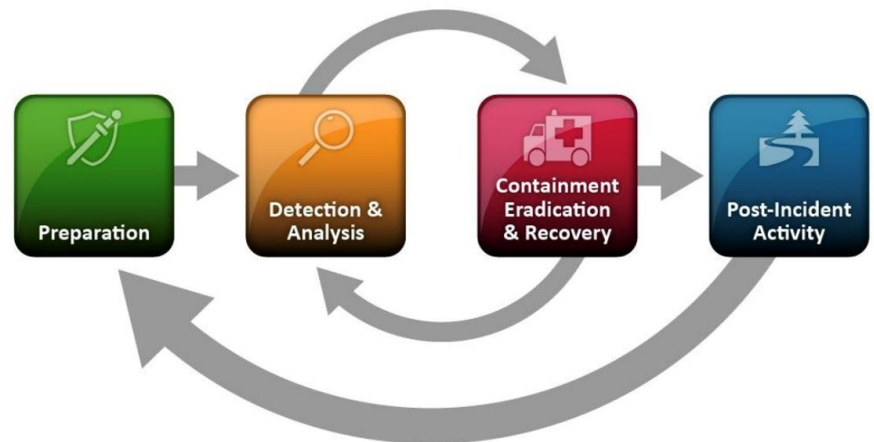 Preparation
Detection &
Analysis
Containment
Eradication
& Recovery
Post-Incident
Activity